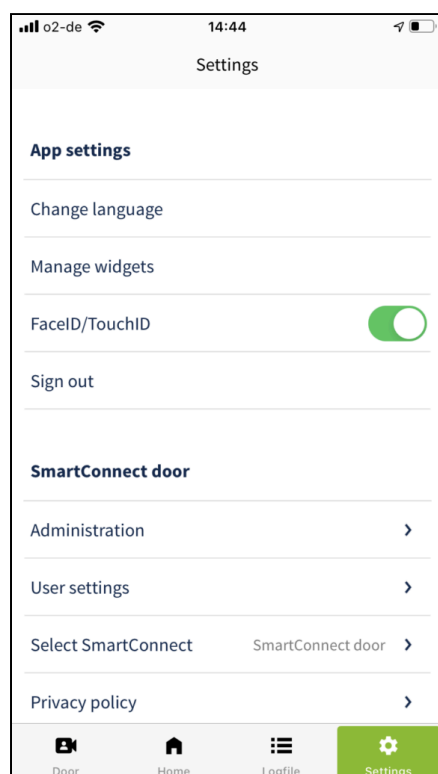 o2-de 14:44
Settings
App settings
Change language
Manage widgets
FaceID/TouchID
Sign out
SmartConnect door
Administration
User settings
Select SmartConnect SmartConnect door
Privacy policy
Door Home Logfile Settings